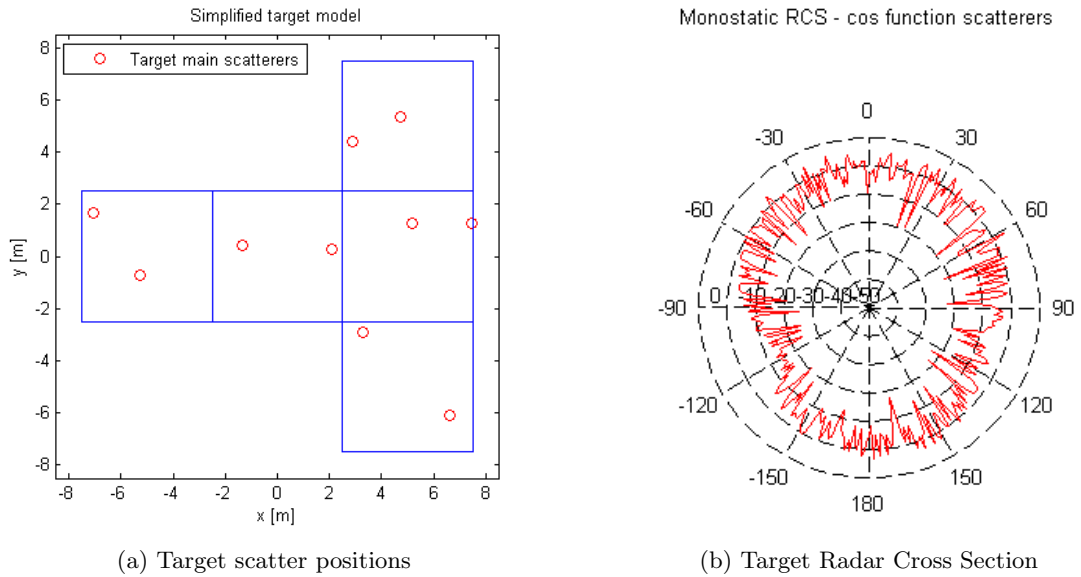 Simplified target model
Target main scatterers
8
6
4
2
0
-2
-4
-6
-8
y [m]
-8 -6 -4 -2 0 2 4 6 8
x [m]
(a) Target scatter positions
Monostatic RCS - cos function scatterers
0
-30 30
-60 60
0 -10 -20 -30 -40 -50
-90 90
-120 120
-150 150
180
(b) Target Radar Cross Section